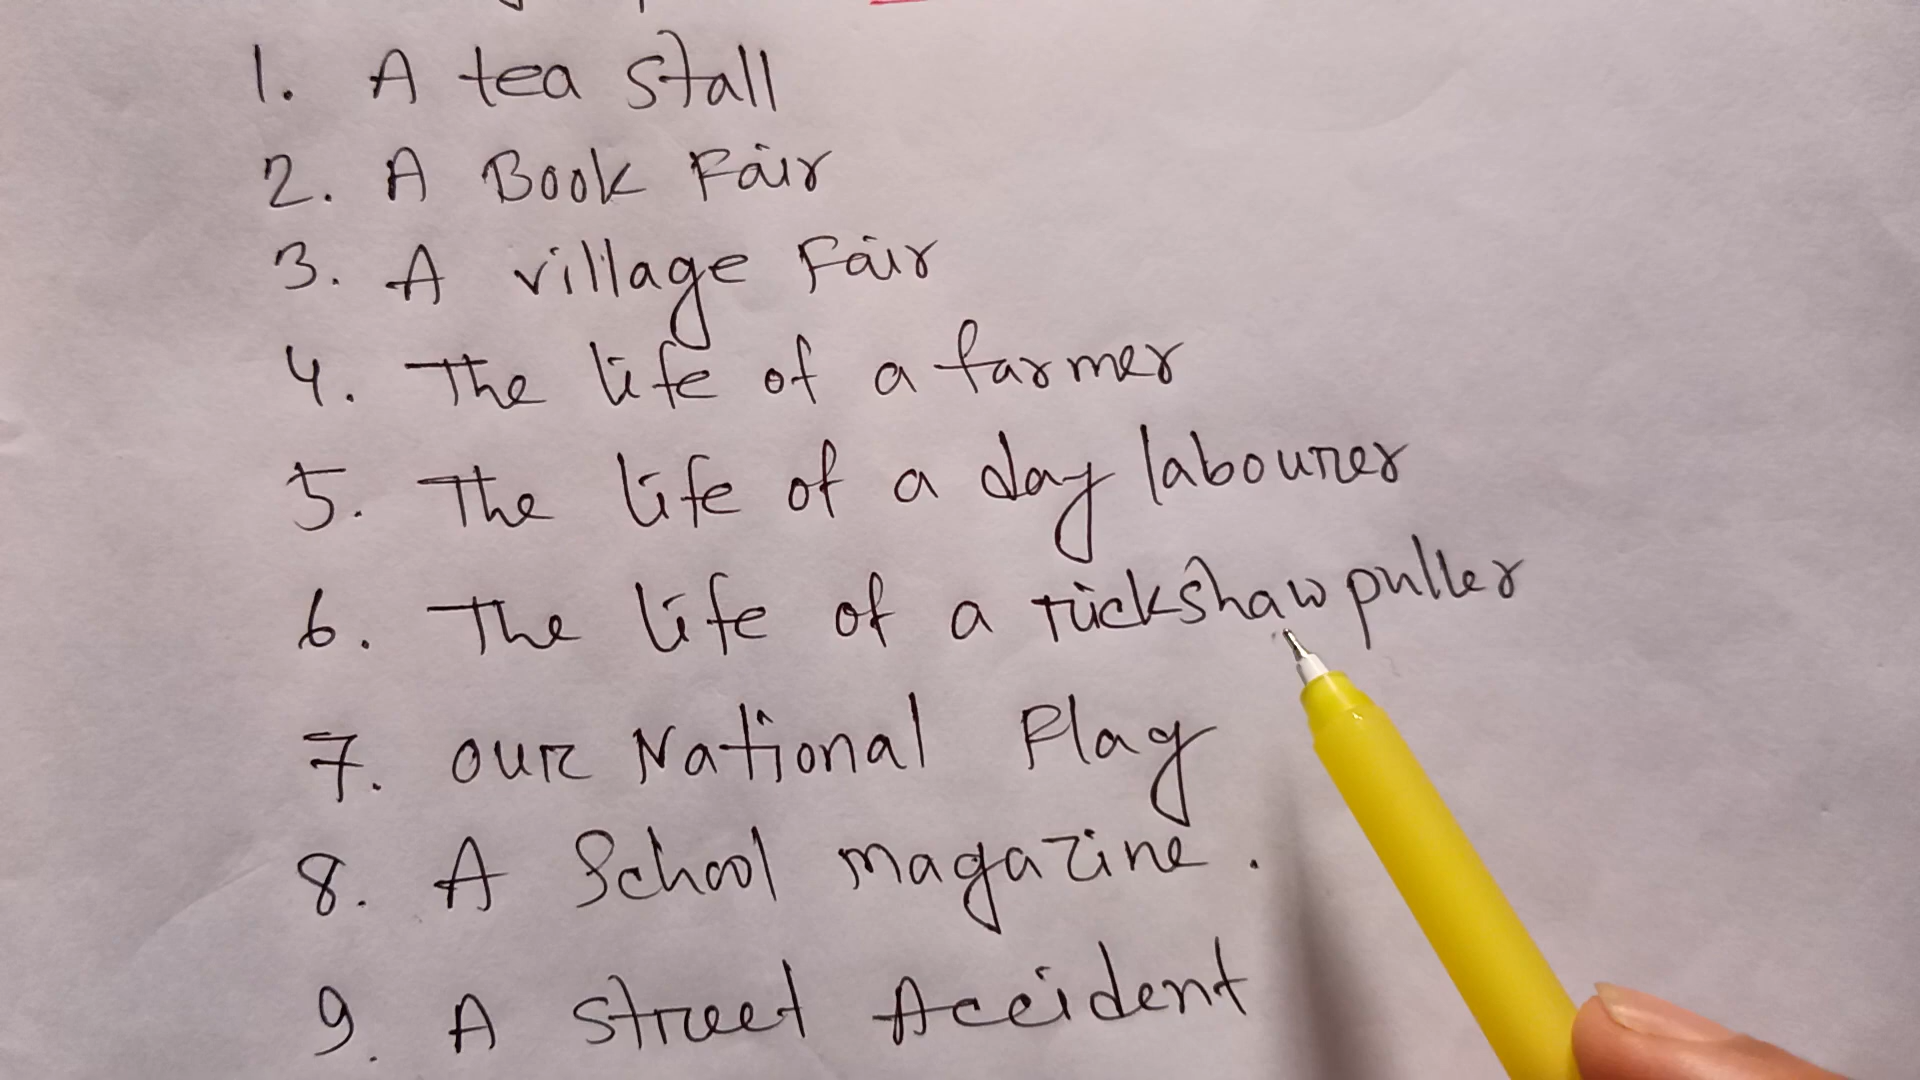 1. A tea stall
2. A Book Fair
3. A village Fair
4. The life of a farmer
5. The life of a day labourer
6. The life of a rickshaw puller
7. Our National Flag
8. A School magazine.
9. A street Accident